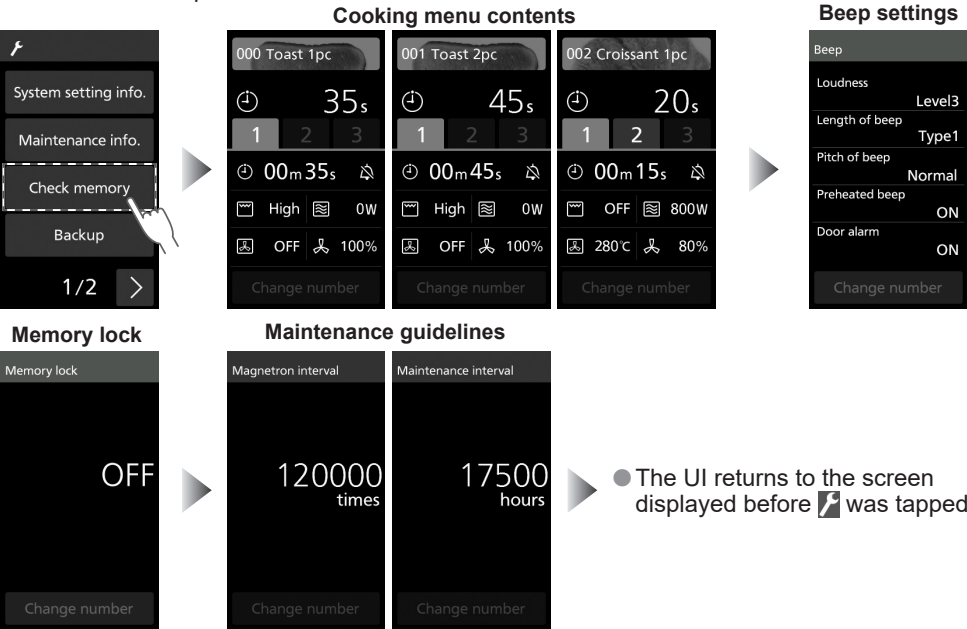 Cooking menu contents
Beep settings
System setting info.
Maintenance info.
Check memory
Backup
1/2 >
000 Toast 1pc
35s
1 2 3
00m35s
High 0W
OFF 100%
Change number
001 Toast 2pc
45s
1 2 3
00m45s
High 0W
OFF 100%
Change number
002 Croissant 1pc
20s
1 2 3
00m15s
OFF 800W
280℃ 80%
Change number
Beep
Loudness
Level3
Length of beep
Type1
Pitch of beep
Normal
Preheated beep
ON
Door alarm
ON
Change number
Memory lock
Maintenance guidelines
Memory lock
OFF
Change number
Magnetron interval
120000
times
Change number
Maintenance interval
17500
hours
Change number
● The UI returns to the screen
displayed before was tapped